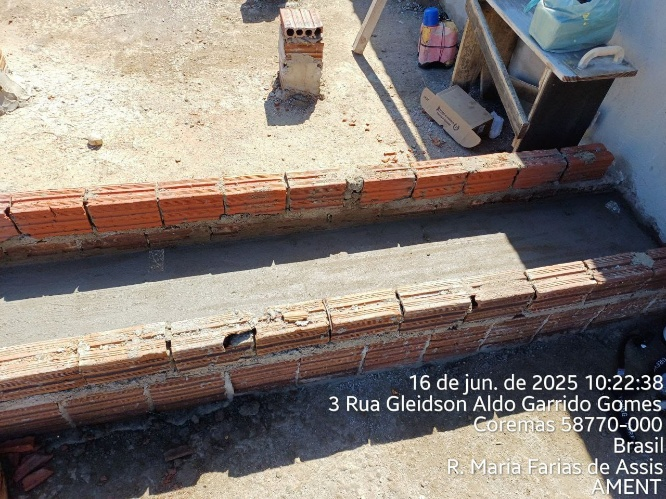 16 de jun. de 2025 10:22:38
3 Rua Gleidson Aldo Garrido Gomes
Coremas 58770-000
Brasil
R. Maria Farias de Assis
AMENT